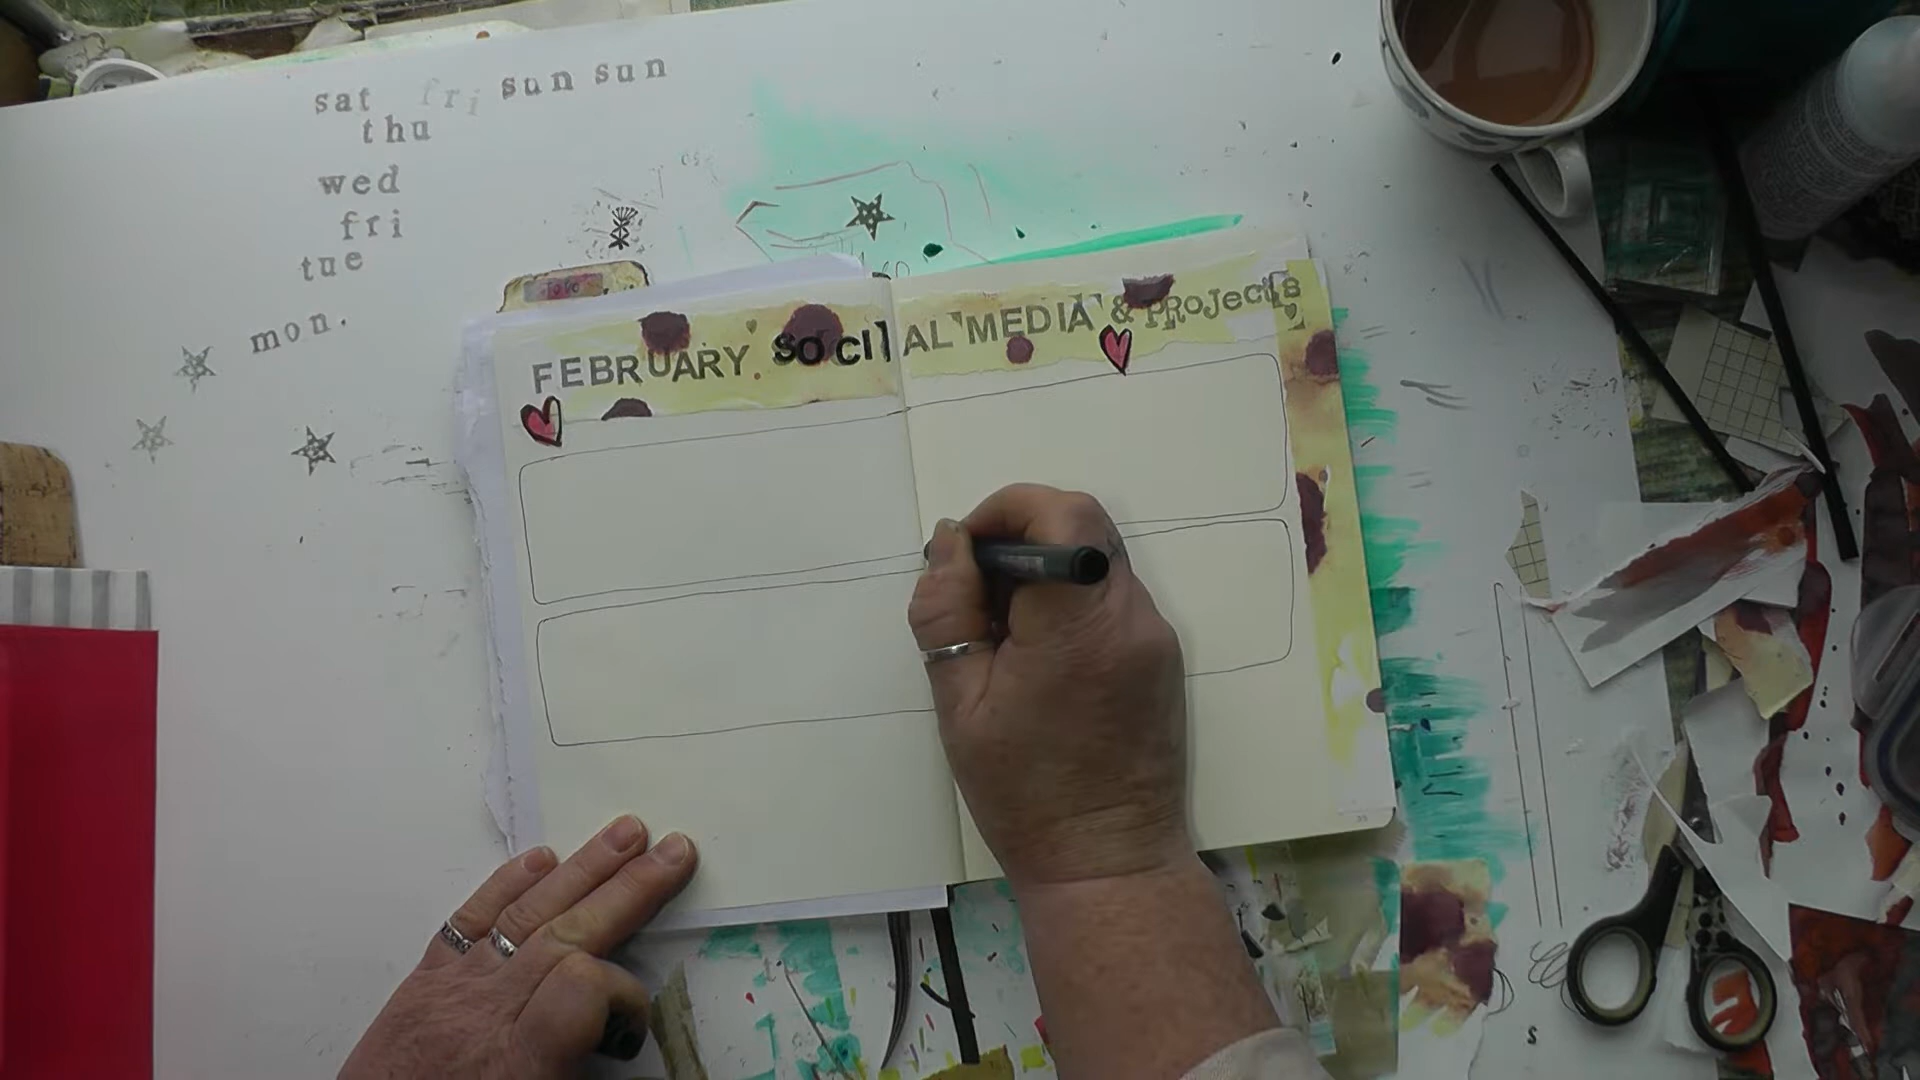 sat fri sun sun
thu
wed
fri
tue
mon.
FEBRUARY. SOCIAL MEDIA & PROJects
s